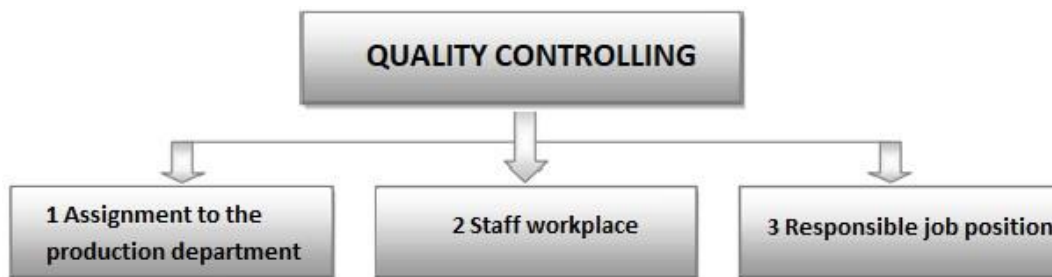 QUALITY CONTROLLING
1 Assignment to the
production department
2 Staff workplace
3 Responsible job position